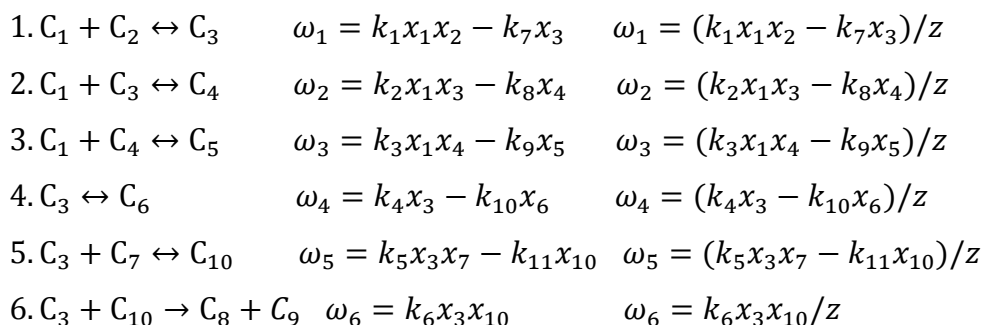 1. C₁ + C₂ ↔ C₃ ω₁ = k₁x₁x₂ − k₇x₃ ω₁ = (k₁x₁x₂ − k₇x₃)/z
2. C₁ + C₃ ↔ C₄ ω₂ = k₂x₁x₃ − k₈x₄ ω₂ = (k₂x₁x₃ − k₈x₄)/z
3. C₁ + C₄ ↔ C₅ ω₃ = k₃x₁x₄ − k₉x₅ ω₃ = (k₃x₁x₄ − k₉x₅)/z
4. C₃ ↔ C₆ ω₄ = k₄x₃ − k₁₀x₆ ω₄ = (k₄x₃ − k₁₀x₆)/z
5. C₃ + C₇ ↔ C₁₀ ω₅ = k₅x₃x₇ − k₁₁x₁₀ ω₅ = (k₅x₃x₇ − k₁₁x₁₀)/z
6. C₃ + C₁₀ → C₈ + C₉ ω₆ = k₆x₃x₁₀ ω₆ = k₆x₃x₁₀/z